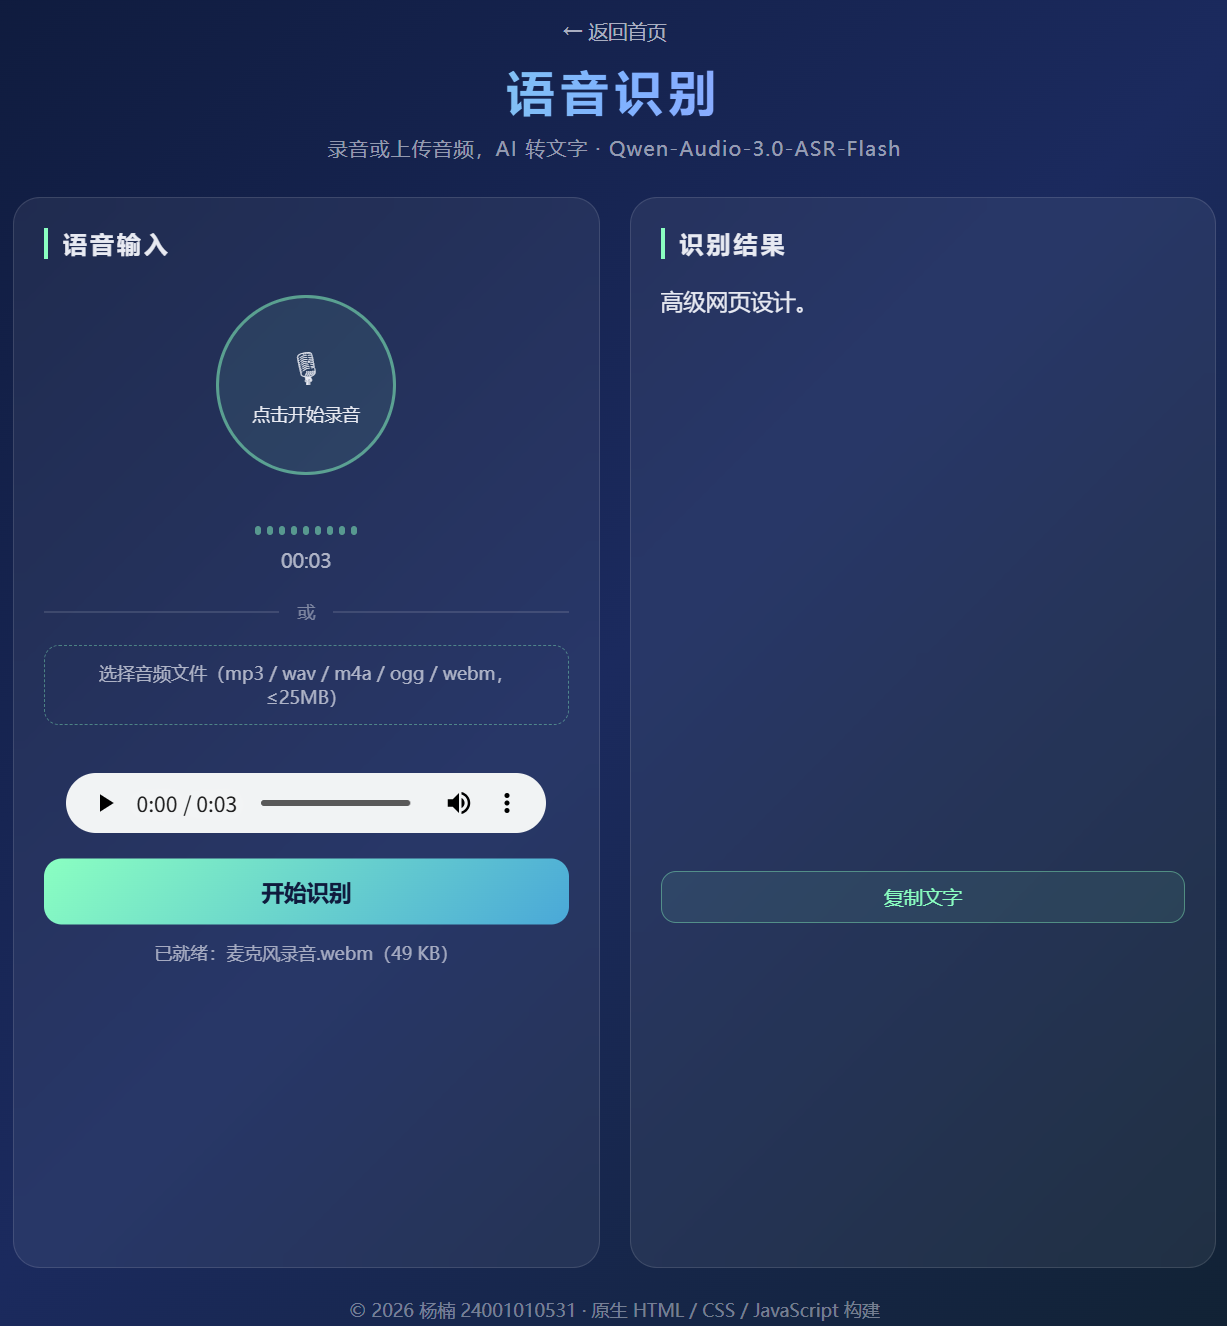 ← 返回首页
语音识别
录音或上传音频，AI 转文字 · Qwen-Audio-3.0-ASR-Flash
语音输入
点击开始录音
00:03
或
选择音频文件（mp3 / wav / m4a / ogg / webm，
≤25MB）
0:00 / 0:03
开始识别
已就绪：麦克风录音.webm（49 KB）
识别结果
高级网页设计。
复制文字
© 2026 杨楠 24001010531 · 原生 HTML / CSS / JavaScript 构建